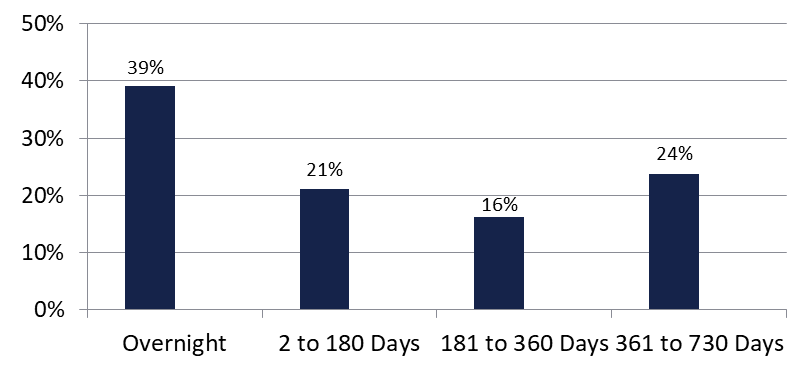 50%
40%
30%
20%
10%
0%
39%
21%
16%
24%
Overnight
2 to 180 Days
181 to 360 Days
361 to 730 Days